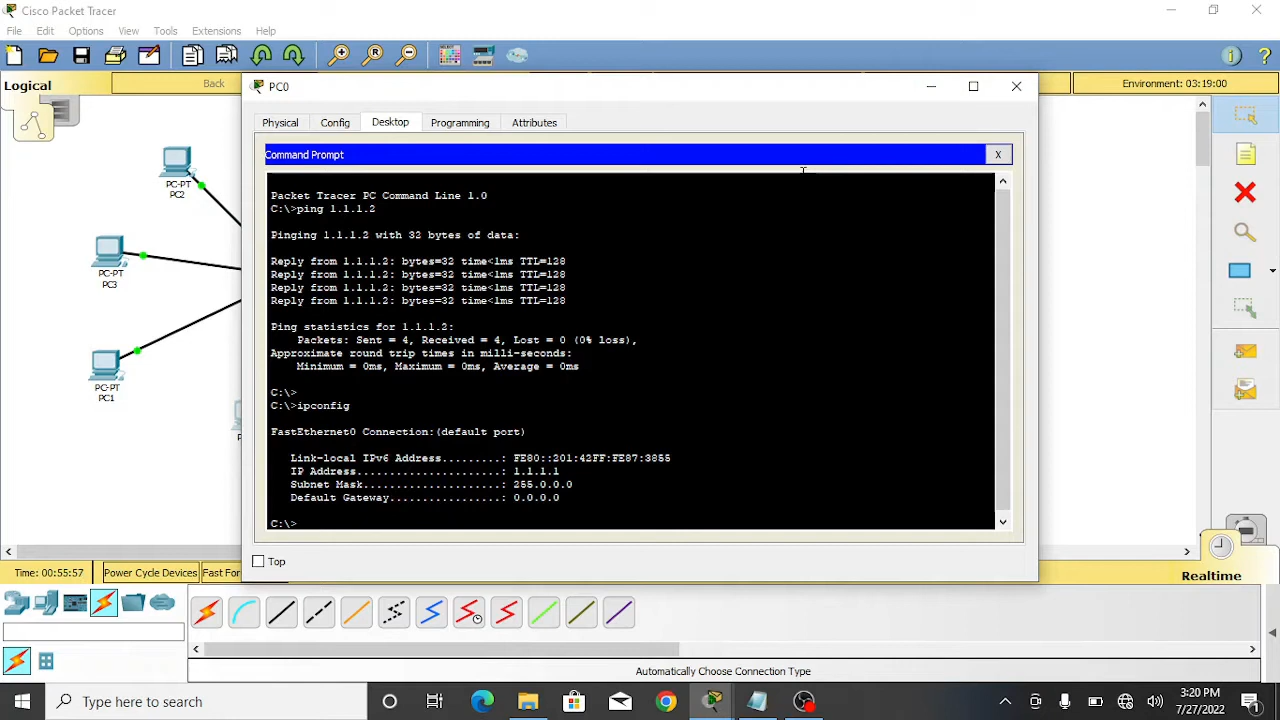 Cisco Packet Tracer
File Edit Options View Tools Extensions Help
Logical
Back
Environment: 03:19:00
PC0
Physical Config Desktop Programming Attributes
Command Prompt
X
Packet Tracer PC Command Line 1.0
C:\>ping 1.1.1.2
Pinging 1.1.1.2 with 32 bytes of data:
Reply from 1.1.1.2: bytes=32 time<1ms TTL=128
Reply from 1.1.1.2: bytes=32 time<1ms TTL=128
Reply from 1.1.1.2: bytes=32 time<1ms TTL=128
Reply from 1.1.1.2: bytes=32 time<1ms TTL=128
Ping statistics for 1.1.1.2:
Packets: Sent = 4, Received = 4, Lost = 0 (0% loss),
Approximate round trip times in milli-seconds:
Minimum = 0ms, Maximum = 0ms, Average = 0ms
C:\>
C:\>ipconfig
FastEthernet0 Connection:(default port)
Link-local IPv6 Address.........: FE80::201:42FF:FE87:3855
IP Address......................: 1.1.1.1
Subnet Mask.....................: 255.0.0.0
Default Gateway.................: 0.0.0.0
C:\>
Top
PC-PT
PC2
PC-PT
PC3
PC-PT
PC1
Time: 00:55:57 Power Cycle Devices Fast For
Realtime
Automatically Choose Connection Type
Type here to search
3:20 PM
7/27/2022